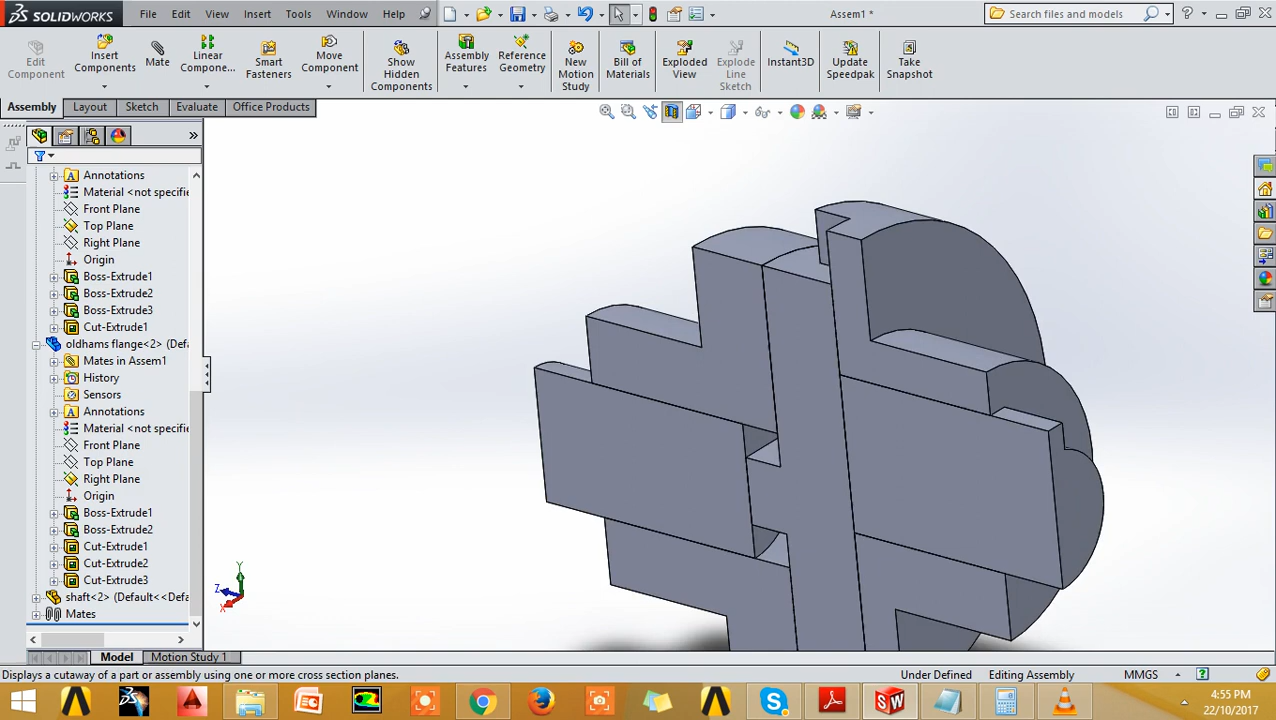 SOLIDWORKS File Edit View Insert Tools Window Help Assem1 * Search files and models
Edit Component
Insert Components
Mate
Linear Compone...
Smart Fasteners
Move Component
Show Hidden Components
Assembly Features
Reference Geometry
New Motion Study
Bill of Materials
Exploded View
Explode Line Sketch
Instant3D
Update Speedpak
Take Snapshot
Assembly Layout Sketch Evaluate Office Products
Annotations
Material <not specifie
Front Plane
Top Plane
Right Plane
Origin
Boss-Extrude1
Boss-Extrude2
Boss-Extrude3
Cut-Extrude1
oldhams flange<2> (Defa
Mates in Assem1
History
Sensors
Annotations
Material <not specifie
Front Plane
Top Plane
Right Plane
Origin
Boss-Extrude1
Boss-Extrude2
Cut-Extrude1
Cut-Extrude2
Cut-Extrude3
shaft<2> (Default<<Defa
Mates
Y
Z
X
Model Motion Study 1
Displays a cutaway of a part or assembly using one or more cross section planes. Under Defined Editing Assembly MMGS
4:55 PM
22/10/2017